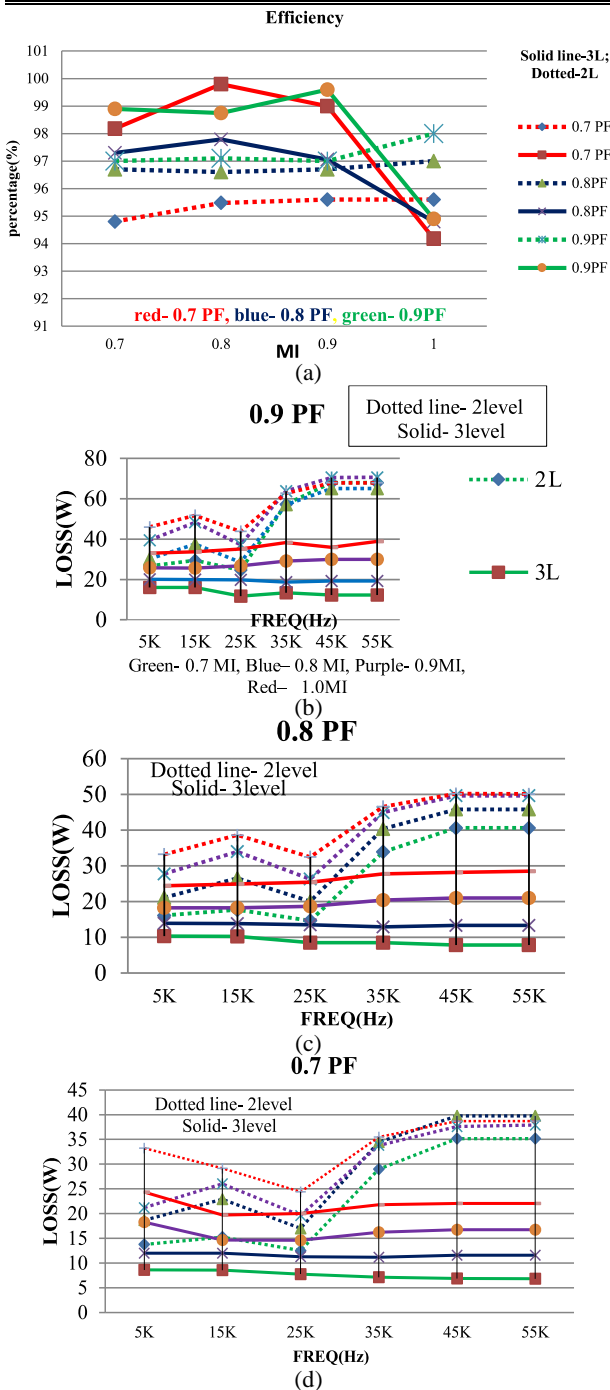 Efficiency
Solid line-3L;
Dotted-2L
percentage(%)
101
100
99
98
97
96
95
94
93
92
91
0.7 PF
0.7 PF
0.8PF
0.8PF
0.9PF
0.9PF
red- 0.7 PF, blue- 0.8 PF, green- 0.9PF
0.7 0.8 0.9 1
MI
(a)
0.9 PF
Dotted line- 2level
Solid- 3level
LOSS(W)
80
60
40
20
0
2L
3L
FREQ(Hz)
5K 15K 25K 35K 45K 55K
Green- 0.7 MI, Blue– 0.8 MI, Purple- 0.9MI,
Red– 1.0MI
(b)
0.8 PF
Dotted line- 2level
Solid- 3level
LOSS(W)
60
50
40
30
20
10
0
5K 15K 25K 35K 45K 55K
FREQ(Hz)
(c)
0.7 PF
Dotted line- 2level
Solid- 3level
LOSS(W)
45
40
35
30
25
20
15
10
5
0
5K 15K 25K 35K 45K 55K
FREQ(HZ)
(d)